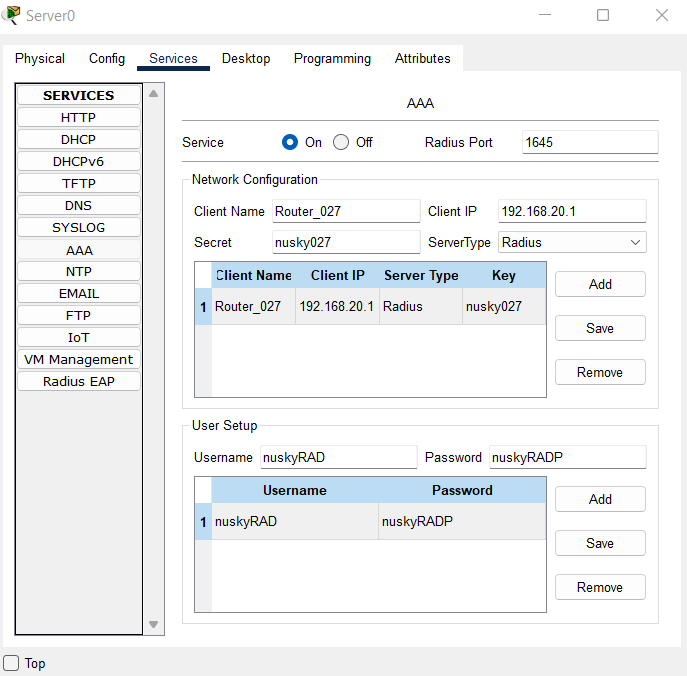 Server0
Physical Config Services Desktop Programming Attributes
SERVICES
HTTP
DHCP
DHCPv6
TFTP
DNS
SYSLOG
AAA
NTP
EMAIL
FTP
IoT
VM Management
Radius EAP
AAA
Service On Off Radius Port 1645
Network Configuration
Client Name Router_027 Client IP 192.168.20.1
Secret nusky027 ServerType Radius
Client Name Client IP Server Type Key
1 Router_027 192.168.20.1 Radius nusky027
Add
Save
Remove
User Setup
Username nuskyRAD Password nuskyRADP
Username Password
1 nuskyRAD nuskyRADP
Add
Save
Remove
Top